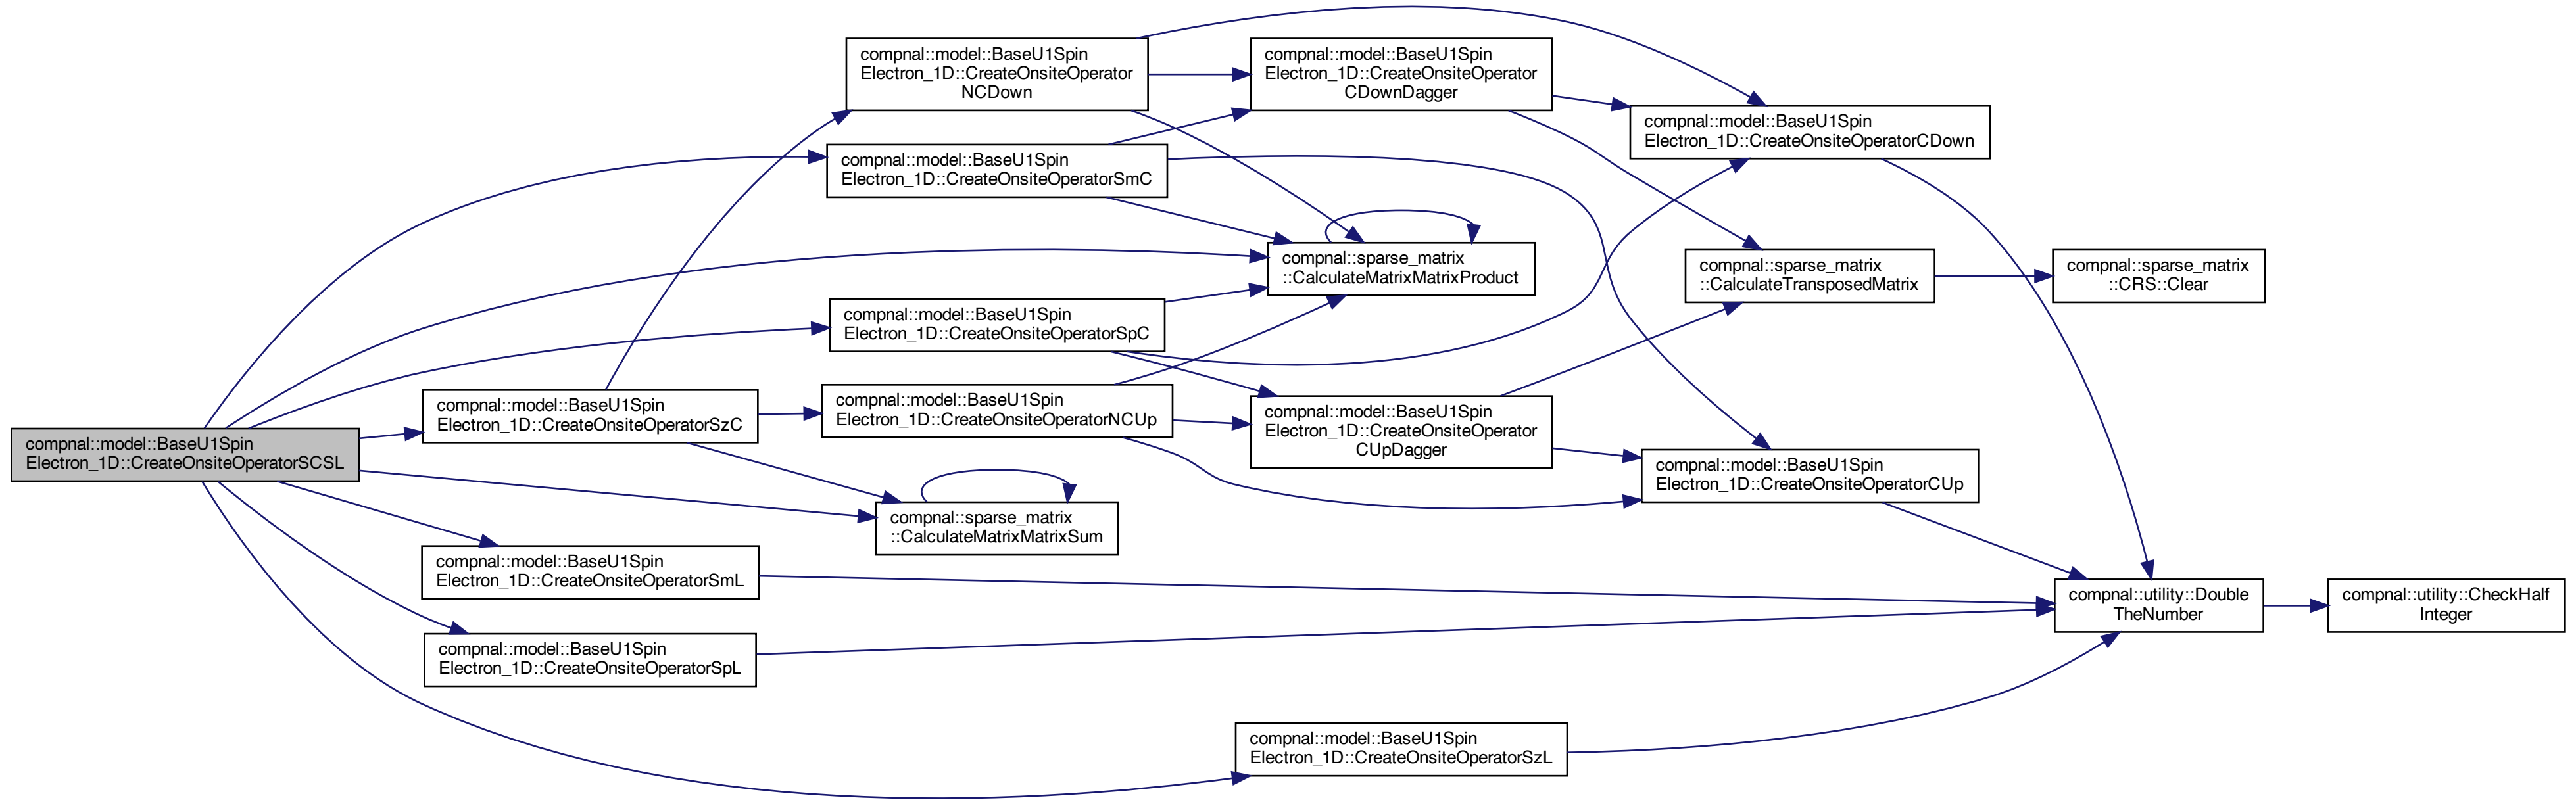 compnal::model::BaseU1Spin
Electron_1D::CreateOnsiteOperatorSCSL
compnal::model::BaseU1Spin
Electron_1D::CreateOnsiteOperatorSzC
compnal::model::BaseU1Spin
Electron_1D::CreateOnsiteOperatorSmL
compnal::model::BaseU1Spin
Electron_1D::CreateOnsiteOperatorSpL
compnal::model::BaseU1Spin
Electron_1D::CreateOnsiteOperator
NCDown
compnal::model::BaseU1Spin
Electron_1D::CreateOnsiteOperatorSmC
compnal::model::BaseU1Spin
Electron_1D::CreateOnsiteOperatorSpC
compnal::model::BaseU1Spin
Electron_1D::CreateOnsiteOperatorNCUp
compnal::sparse_matrix
::CalculateMatrixMatrixSum
compnal::model::BaseU1Spin
Electron_1D::CreateOnsiteOperator
CDownDagger
compnal::sparse_matrix
::CalculateMatrixMatrixProduct
compnal::model::BaseU1Spin
Electron_1D::CreateOnsiteOperator
CUpDagger
compnal::model::BaseU1Spin
Electron_1D::CreateOnsiteOperatorSzL
compnal::model::BaseU1Spin
Electron_1D::CreateOnsiteOperatorCDown
compnal::sparse_matrix
::CalculateTransposedMatrix
compnal::model::BaseU1Spin
Electron_1D::CreateOnsiteOperatorCUp
compnal::sparse_matrix
::CRS::Clear
compnal::utility::Double
TheNumber
compnal::utility::CheckHalf
Integer